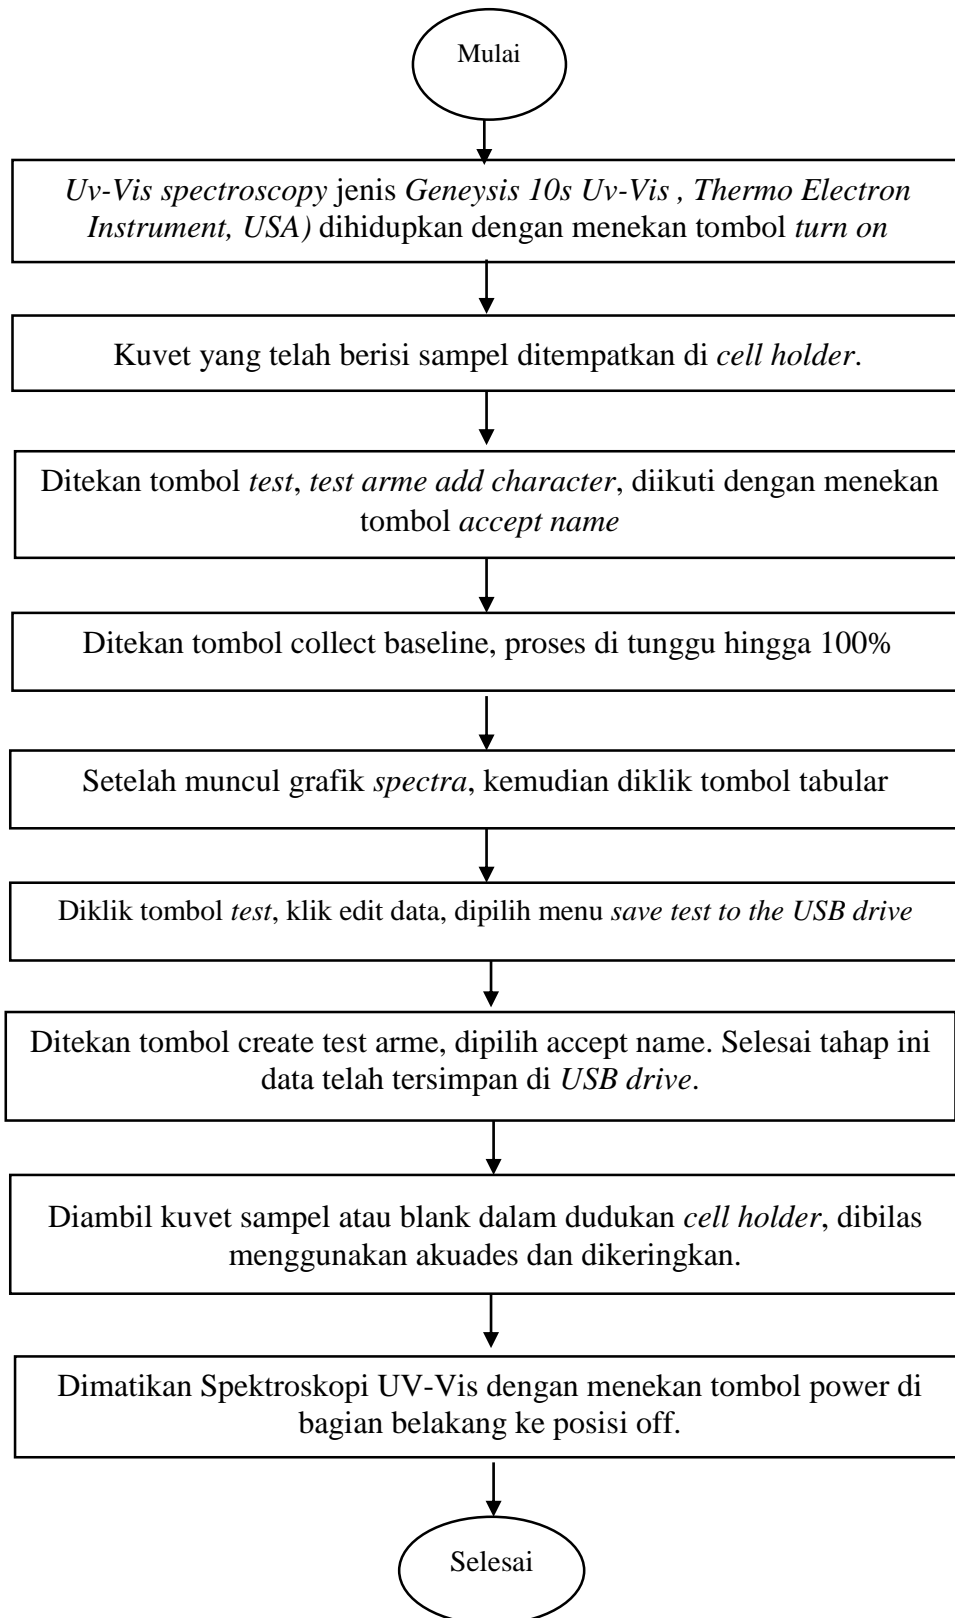 Mulai
Uv-Vis spectroscopy jenis Geneysis 10s Uv-Vis , Thermo Electron
Instrument, USA) dihidupkan dengan menekan tombol turn on
Kuvet yang telah berisi sampel ditempatkan di cell holder.
Ditekan tombol test, test arme add character, diikuti dengan menekan
tombol accept name
Ditekan tombol collect baseline, proses di tunggu hingga 100%
Setelah muncul grafik spectra, kemudian diklik tombol tabular
Diklik tombol test, klik edit data, dipilih menu save test to the USB drive
Ditekan tombol create test arme, dipilih accept name. Selesai tahap ini
data telah tersimpan di USB drive.
Diambil kuvet sampel atau blank dalam dudukan cell holder, dibilas
menggunakan akuades dan dikeringkan.
Dimatikan Spektroskopi UV-Vis dengan menekan tombol power di
bagian belakang ke posisi off.
Selesai